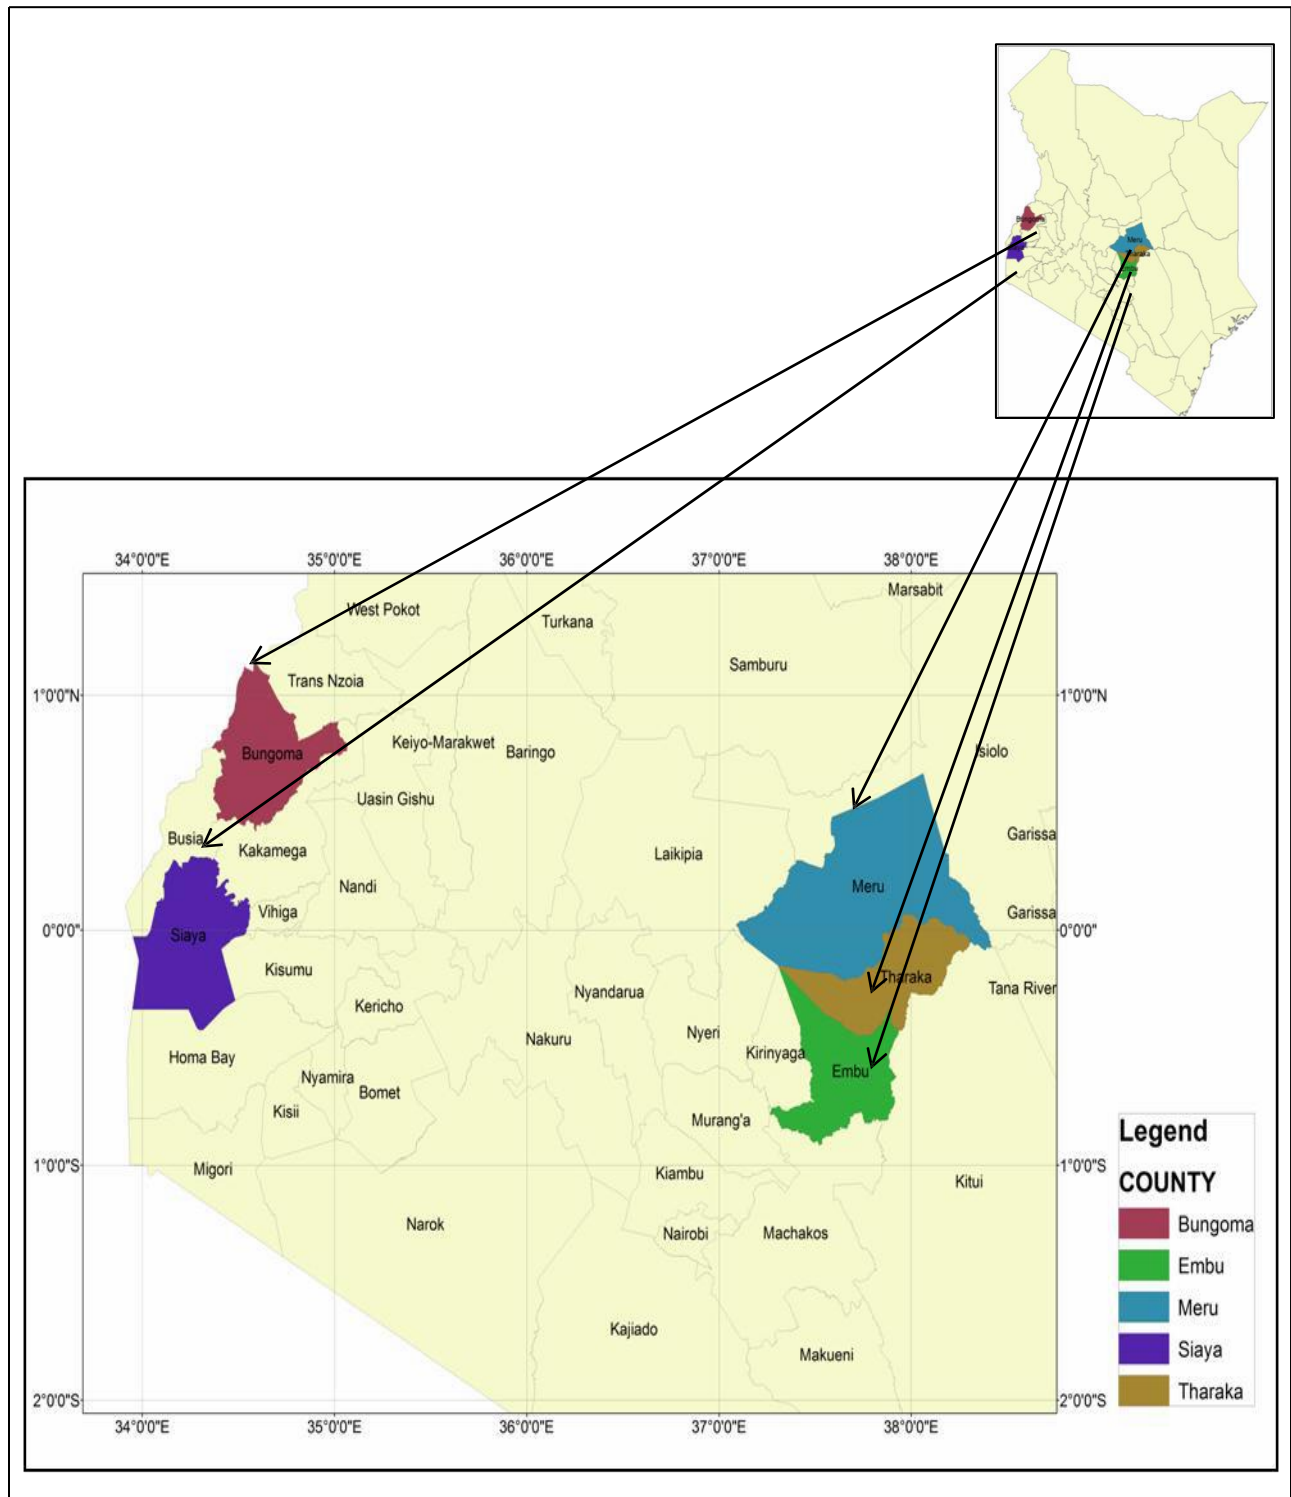 Bungoma
Meru
Tharaka
34°0'0"E 35°0'0"E 36°0'0"E 37°0'0"E 38°0'0"E
Marsabit
West Pokot
Turkana
Samburu
Trans Nzoia
1°0'0"N 1°0'0"N
Keiyo-Marakwet
Bungoma
Baringo
Isiolo
Uasin Gishu
Garissa
Busia
Kakamega
Laikipia
Nandi
Meru
Vihiga
Garissa
0°0'0" 0°0'0"
Siaya
Kisumu
Tharaka
Tana River
Nyandarua
Kericho
Nyeri
Nakuru
Kirinyaga
Homa Bay
Embu
Nyamira
Bomet
Kisii
Murang'a
Legend
1°0'0"S 1°0'0"S
Migori
Kiambu
Kitui
COUNTY
Narok
Nairobi
Machakos
Bungoma
Embu
Meru
Kajiado
Makueni
Siaya
Tharaka
2°0'0"S 2°0'0"S
34°0'0"E 35°0'0"E 36°0'0"E 37°0'0"E 38°0'0"E